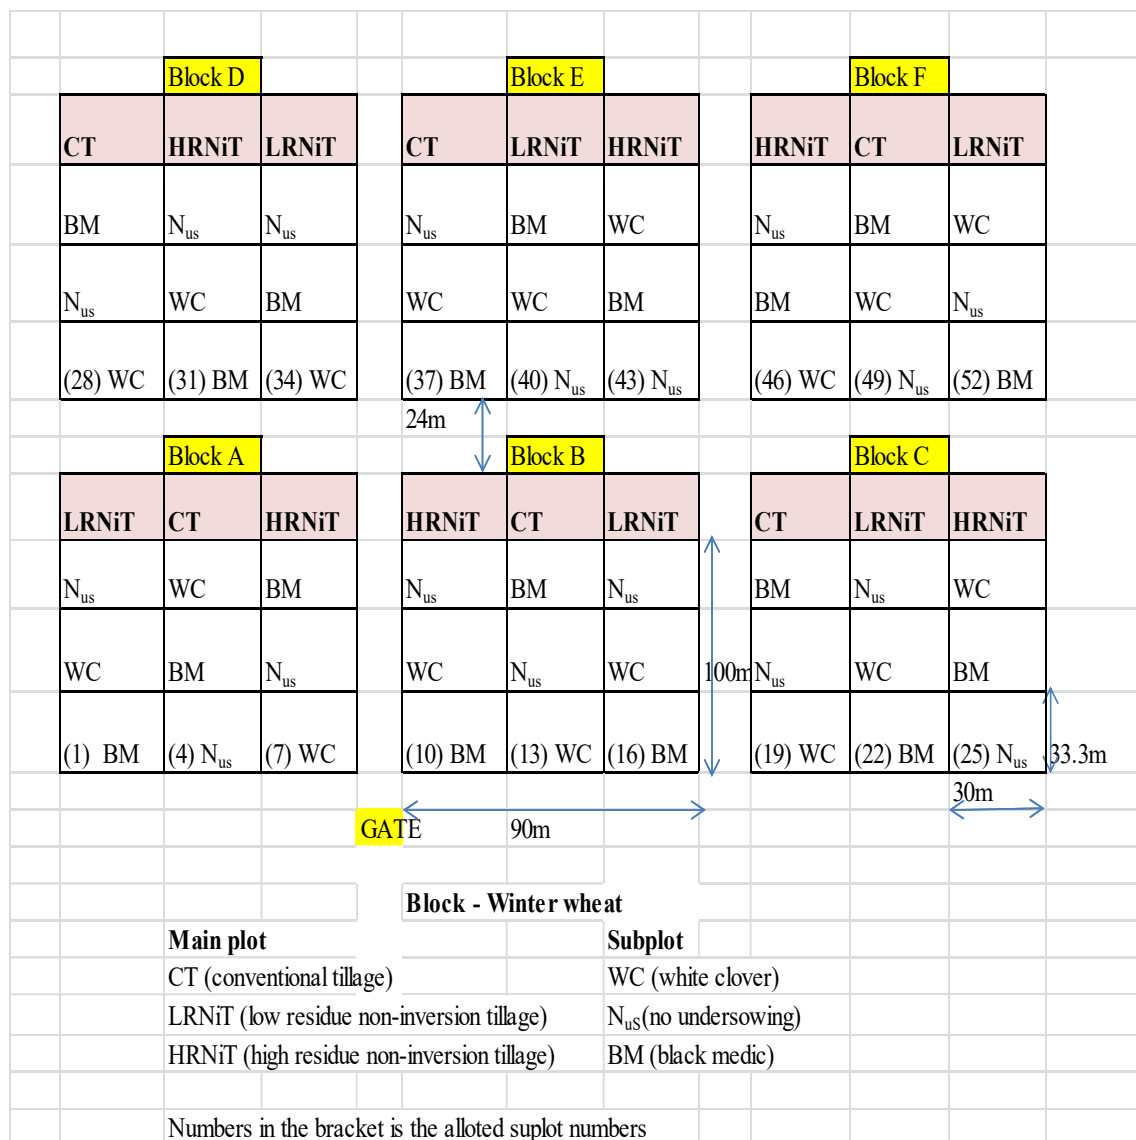 Block D Block E Block F
CT HRNiT LRNiT CT LRNiT HRNiT HRNiT CT LRNiT
BM Nus Nus Nus BM WC Nus BM WC
Nus WC BM WC WC BM BM WC Nus
(28) WC (31) BM (34) WC (37) BM (40) Nus (43) Nus (46) WC (49) Nus (52) BM
24m
Block A Block B Block C
LRNiT CT HRNiT HRNiT CT LRNiT CT LRNiT HRNiT
Nus WC BM Nus BM Nus BM Nus WC
WC BM Nus WC Nus WC 100m Nus WC BM
(1) BM (4) Nus (7) WC (10) BM (13) WC (16) BM (19) WC (22) BM (25) Nus 33.3m
30m
GATE 90m
Block - Winter wheat
Main plot Subplot
CT (conventional tillage) WC (white clover)
LRNiT (low residue non-inversion tillage) NuS(no undersowing)
HRNiT (high residue non-inversion tillage) BM (black medic)
Numbers in the bracket is the alloted suplot numbers